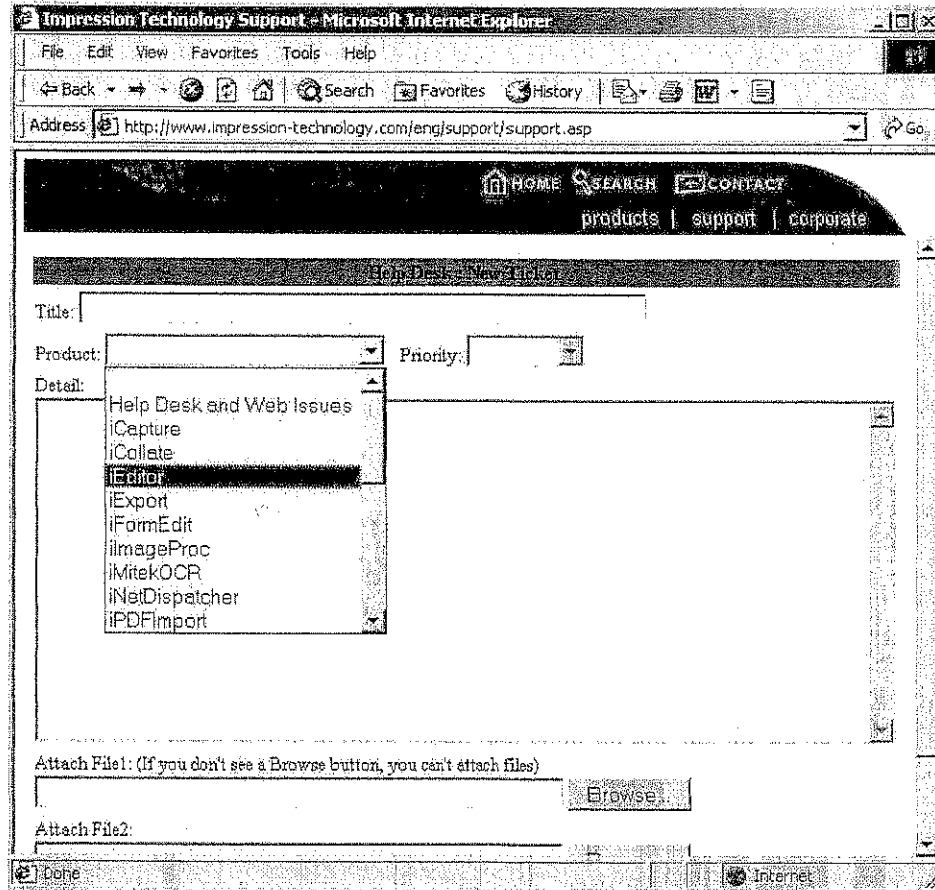 Impression Technology Support - Microsoft Internet Explorer
File Edit View Favorites Tools Help
Back Search Favorites History
Address http://www.impression-technology.com/eng/support/support.asp Go
HOME SEARCH CONTACT
products | support | corporate
Help Desk - New Ticket
Title:
Product: Priority:
Detail:
Help Desk and Web Issues
iCapture
iCollate
iEditor
iExport
iFormEdit
iImageProc
iMitekOCR
iNetDispatcher
iPDFImport
Attach File1: (If you don't see a Browse button, you can't attach files)
Browse...
Attach File2:
Done Internet